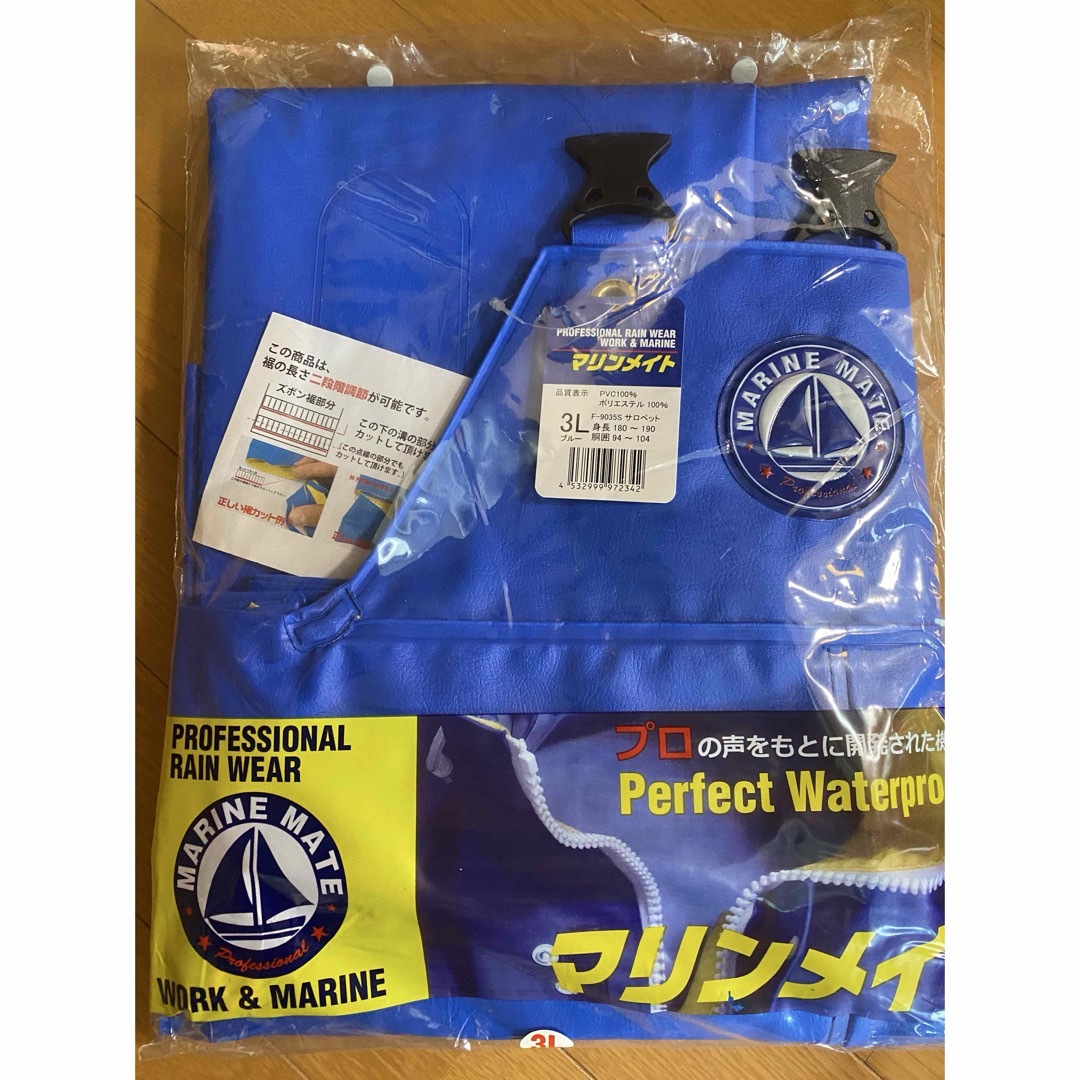 PROFESSIONAL RAIN WEAR
WORK & MARINE
マリンメイト
品質表示 PVC100%
ポリエステル 100%
3L
ブルー
F-9035S サロペット
身長 180 ～ 190
胴囲 94 ～ 104
4 532999 972342
この商品は、
裾の長さ二段階調節が可能です。
ズボン裾部分
この下の溝の部分
カットして頂けま
(この点線の部分でも
カットして頂けます。)
正しい裾カット例
正し
MARINE MATE
Professional
PROFESSIONAL
RAIN WEAR
MARINE MATE
Professional
WORK & MARINE
プロの声をもとに開発された機
Perfect Waterpro
マリンメイ
3L